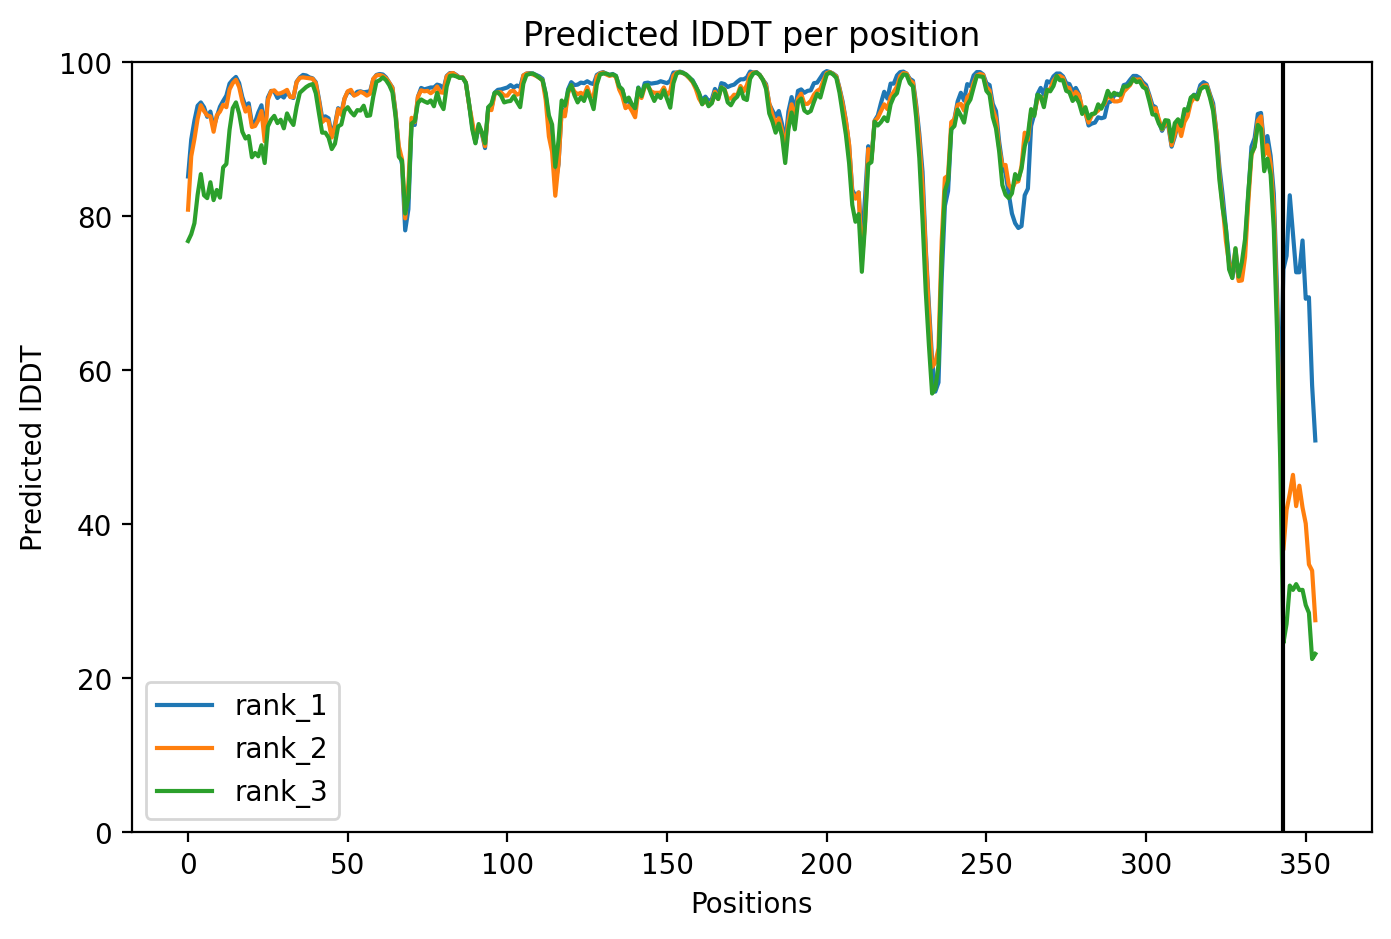 Predicted lDDT per position
100
80
60
40
20
0
Predicted lDDT
rank_1
rank_2
rank_3
0 50 100 150 200 250 300 350
Positions